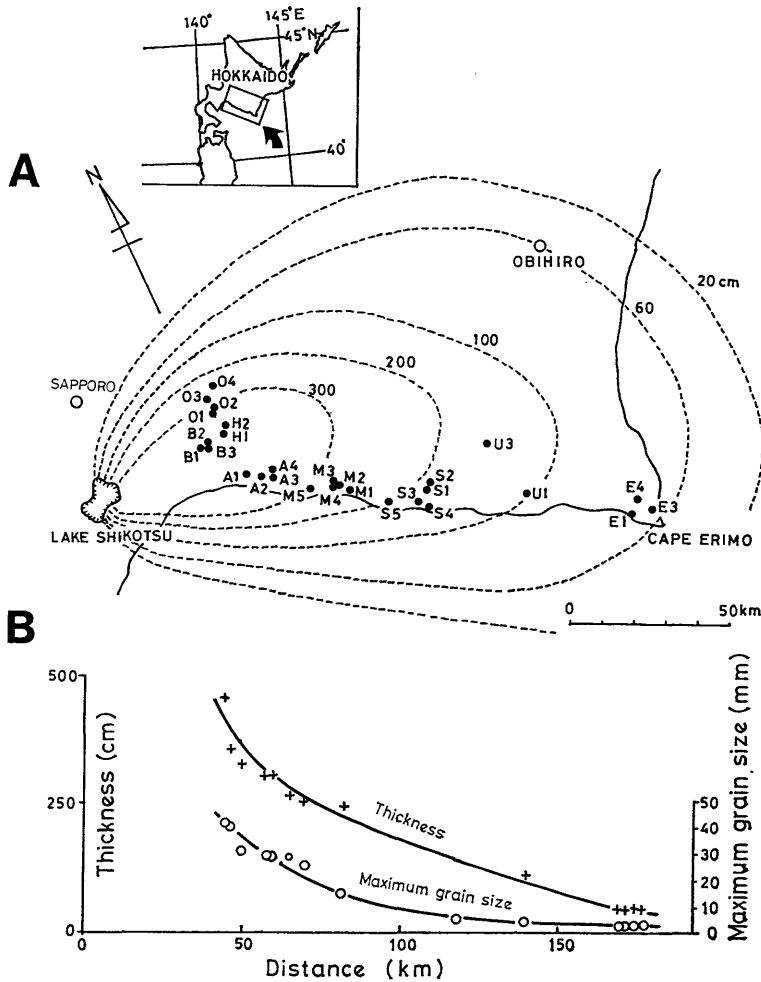 140°
145°E
45°N
HOKKAIDO
40°
A
N
OBIHIRO
20 cm
60
100
200
300
SAPPORO
O4
O3
O2
O1
H2
B2
H1
B1
B3
A1
A4
A2
A3
M3
M2
M5
M4
M1
S2
S3
S1
S5
S4
U3
U1
E4
E3
E1
LAKE SHIKOTSU
CAPE ERIMO
0
50km
B
500
250
0
Thickness (cm)
Thickness
Maximum grain size
50
40
30
20
10
0
Maximum grain size (mm)
0
50
100
150
Distance (km)